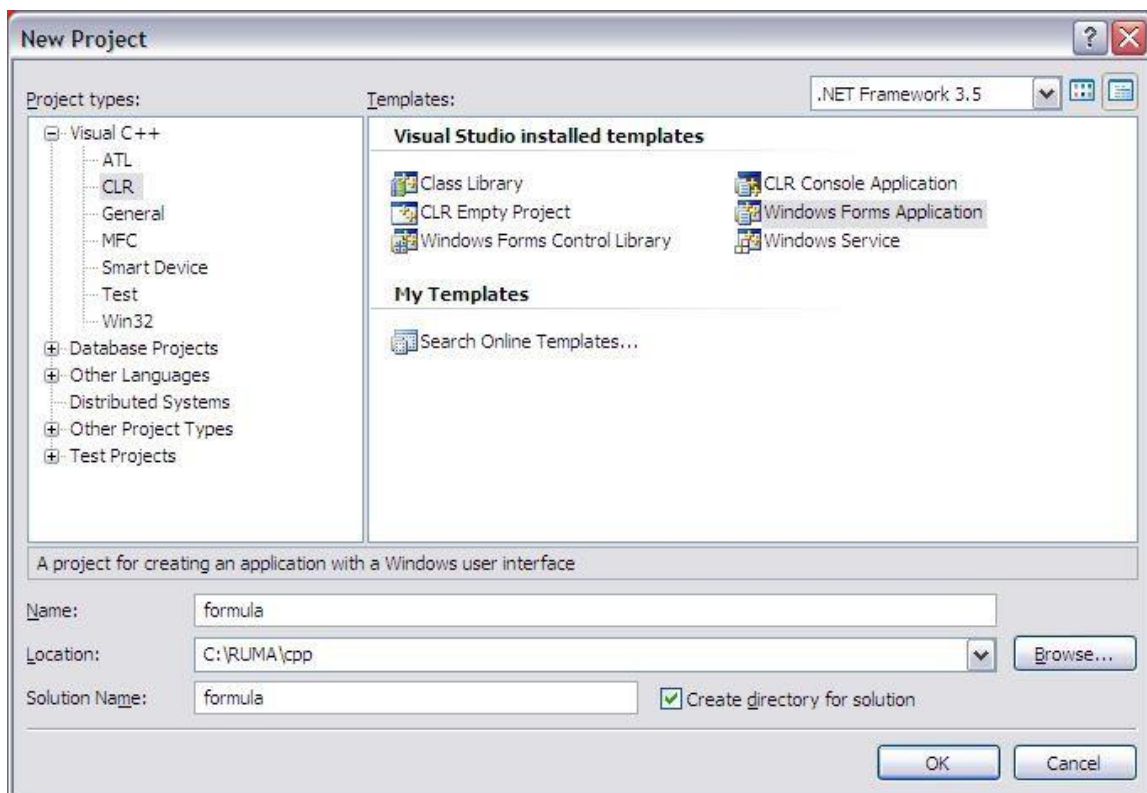 New Project
Project types:
Templates:
.NET Framework 3.5
Visual C++
ATL
CLR
General
MFC
Smart Device
Test
Win32
Database Projects
Other Languages
Distributed Systems
Other Project Types
Test Projects
Visual Studio installed templates
Class Library
CLR Console Application
CLR Empty Project
Windows Forms Application
Windows Forms Control Library
Windows Service
My Templates
Search Online Templates...
A project for creating an application with a Windows user interface
Name:
formula
Location:
C:\RUMA\cpp
Browse...
Solution Name:
formula
Create directory for solution
OK
Cancel